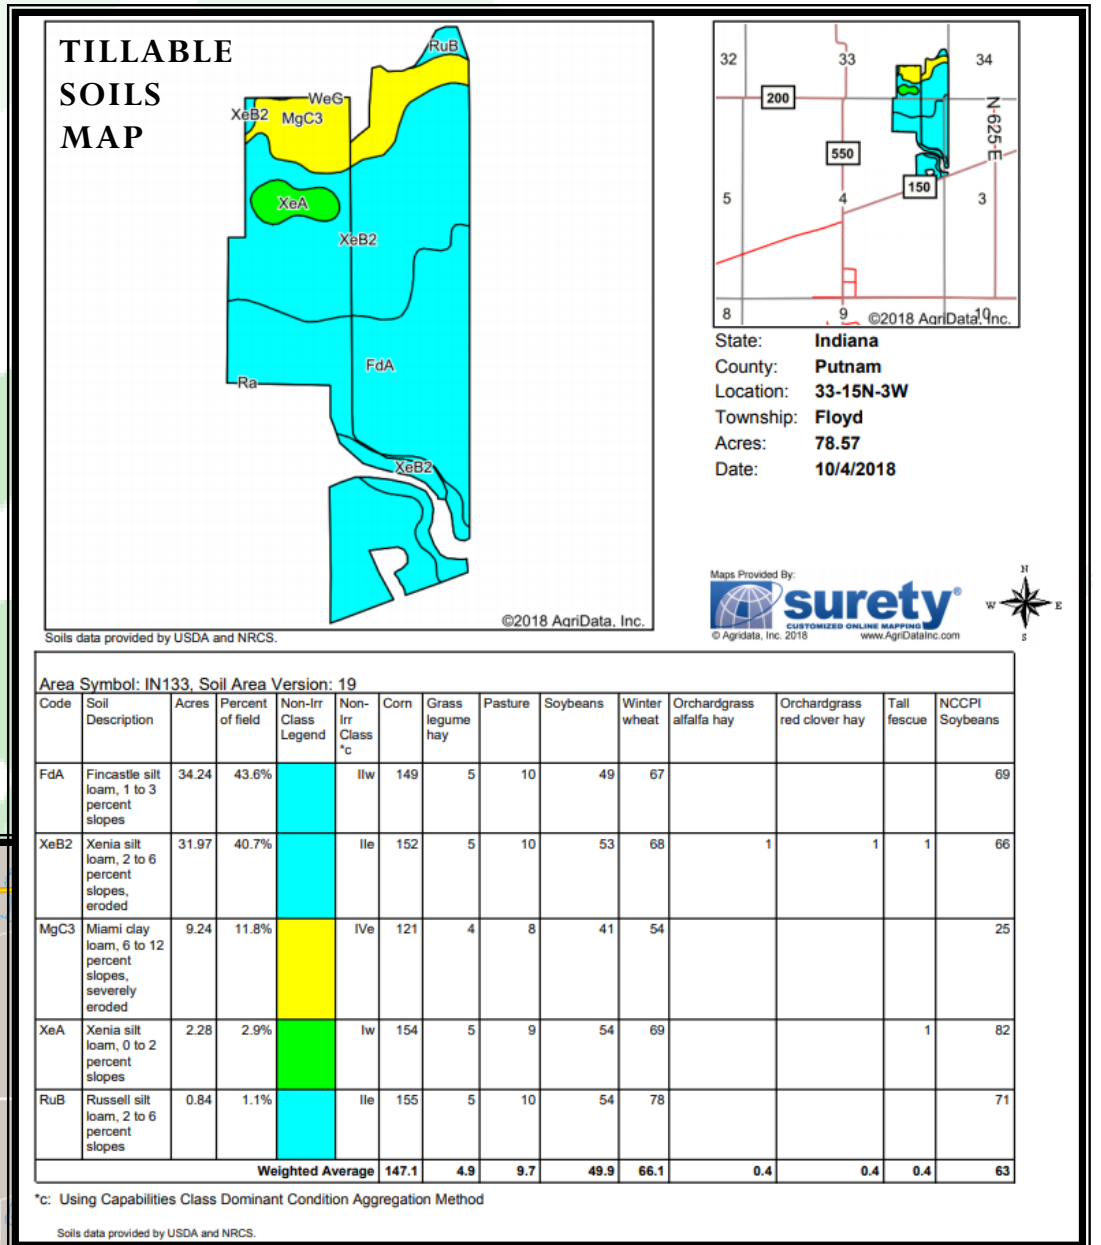 TILLABLE
SOILS
MAP
RuB
WeG
XeB2
MgC3
XeA
XeB2
FdA
Ra
XeB2
©2018 AgriData, Inc.
Soils data provided by USDA and NRCS.
32
33
34
200
N 625 E
550
150
5
4
3
8
9
10
©2018 AgriData, Inc.
State: Indiana
County: Putnam
Location: 33-15N-3W
Township: Floyd
Acres: 78.57
Date: 10/4/2018
Maps Provided By:
surety®
CUSTOMIZED ONLINE MAPPING
© Agridata, Inc. 2018 www.AgriDataInc.com
N
W E
S
Area Symbol: IN133, Soil Area Version: 19
Code Soil Description Acres Percent of field Non-Irr Class Legend Non-Irr Class *c Corn Grass legume hay Pasture Soybeans Winter wheat Orchardgrass alfalfa hay Orchardgrass red clover hay Tall fescue NCCPI Soybeans
FdA Fincastle silt loam, 1 to 3 percent slopes 34.24 43.6% IIw 149 5 10 49 67 69
XeB2 Xenia silt loam, 2 to 6 percent slopes, eroded 31.97 40.7% IIe 152 5 10 53 68 1 1 1 66
MgC3 Miami clay loam, 6 to 12 percent slopes, severely eroded 9.24 11.8% IVe 121 4 8 41 54 25
XeA Xenia silt loam, 0 to 2 percent slopes 2.28 2.9% Iw 154 5 9 54 69 1 82
RuB Russell silt loam, 2 to 6 percent slopes 0.84 1.1% IIe 155 5 10 54 78 71
Weighted Average 147.1 4.9 9.7 49.9 66.1 0.4 0.4 0.4 63
*c: Using Capabilities Class Dominant Condition Aggregation Method
Soils data provided by USDA and NRCS.